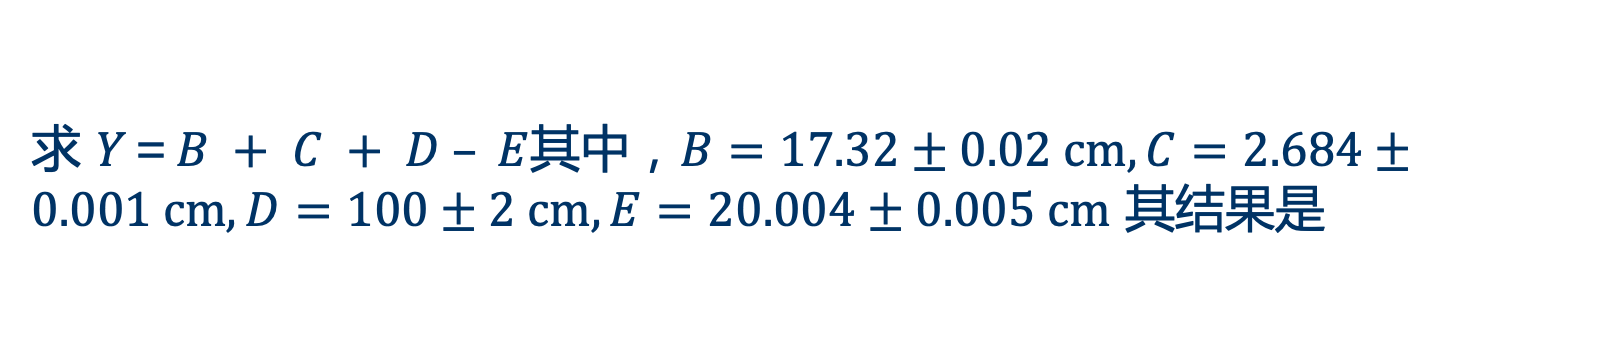 求 Y = B + C + D − E其中，B = 17.32 ± 0.02 cm, C = 2.684 ±
0.001 cm, D = 100 ± 2 cm, E = 20.004 ± 0.005 cm 其结果是